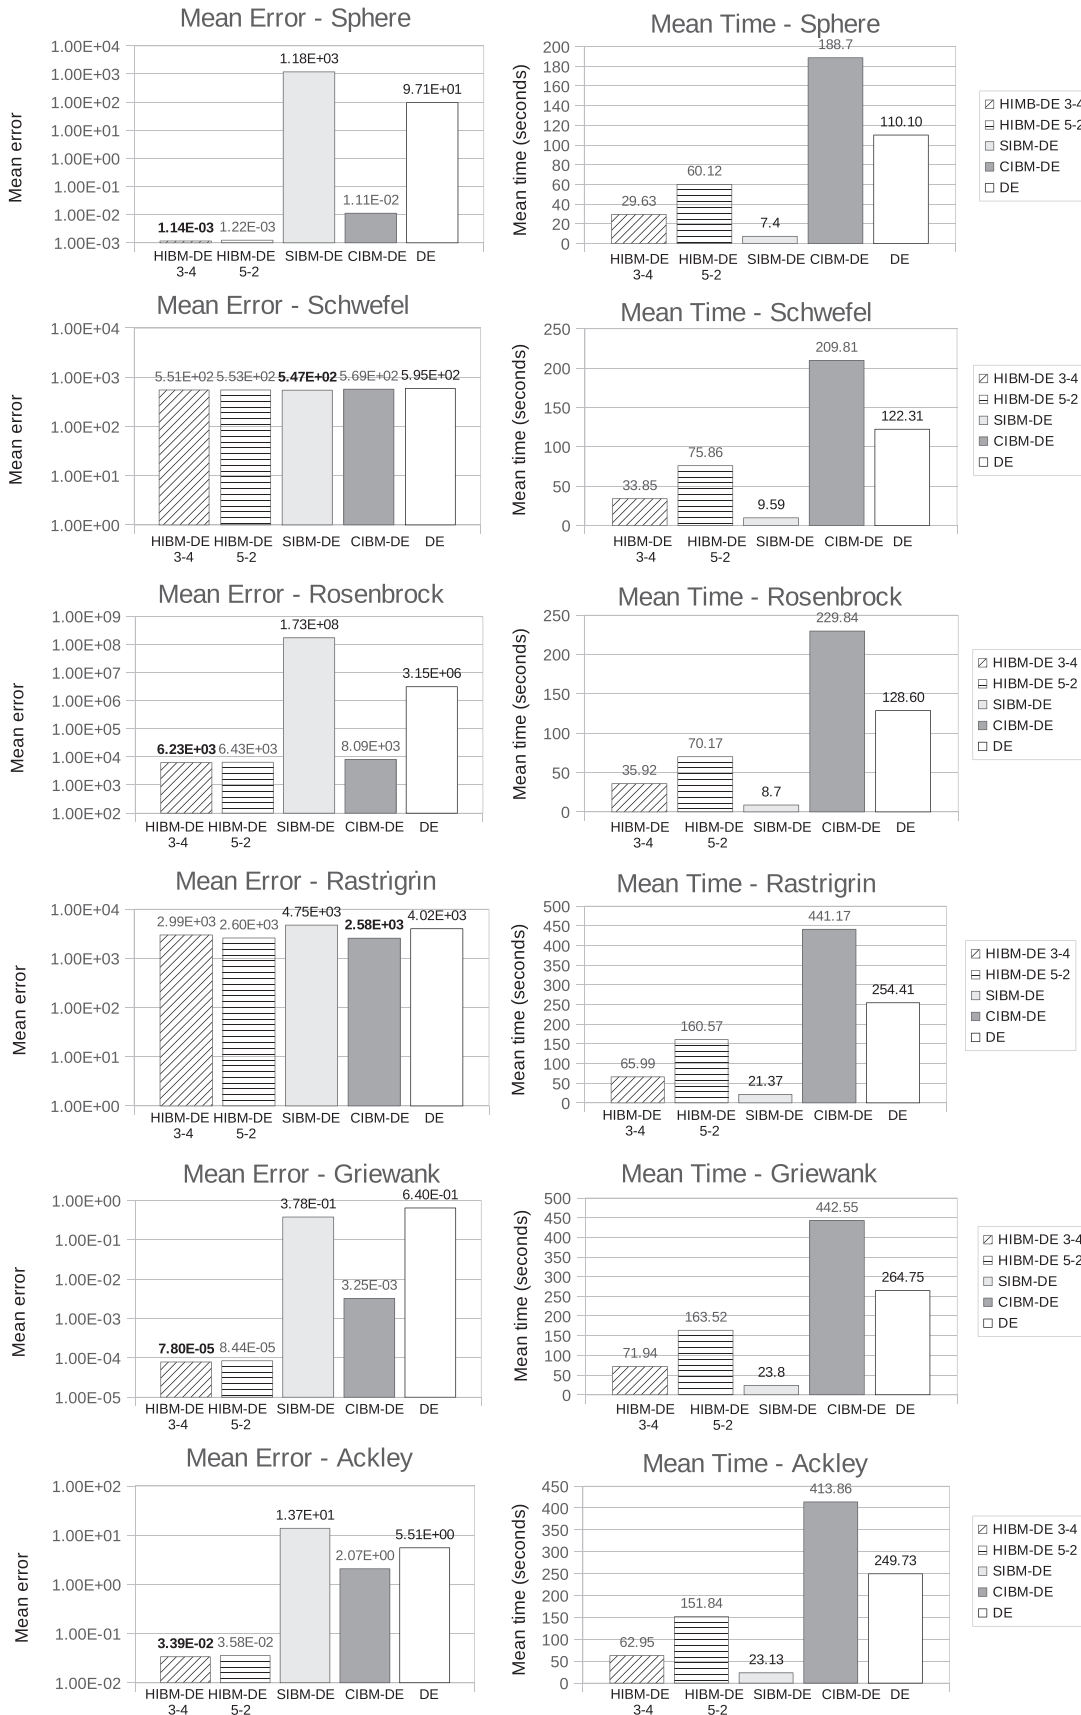 Mean Error - Sphere
Mean error
1.00E+04
1.00E+03
1.00E+02
1.00E+01
1.00E+00
1.00E-01
1.00E-02
1.00E-03
1.14E-03
1.22E-03
1.18E+03
1.11E-02
9.71E+01
HIBM-DE 3-4
HIBM-DE 5-2
SIBM-DE
CIBM-DE
DE
Mean Time - Sphere
Mean time (seconds)
200
180
160
140
120
100
80
60
40
20
0
29.63
60.12
7.4
188.7
110.10
HIBM-DE 3-4
HIBM-DE 5-2
SIBM-DE
CIBM-DE
DE
HIMB-DE 3-4
HIBM-DE 5-2
SIBM-DE
CIBM-DE
DE
Mean Error - Schwefel
Mean error
1.00E+04
1.00E+03
1.00E+02
1.00E+01
1.00E+00
5.51E+02
5.53E+02
5.47E+02
5.69E+02
5.95E+02
HIBM-DE 3-4
HIBM-DE 5-2
SIBM-DE
CIBM-DE
DE
Mean Time - Schwefel
Mean time (seconds)
250
200
150
100
50
0
33.85
75.86
9.59
209.81
122.31
HIBM-DE 3-4
HIBM-DE 5-2
SIBM-DE
CIBM-DE
DE
HIBM-DE 3-4
HIBM-DE 5-2
SIBM-DE
CIBM-DE
DE
Mean Error - Rosenbrock
Mean error
1.00E+09
1.00E+08
1.00E+07
1.00E+06
1.00E+05
1.00E+04
1.00E+03
1.00E+02
6.23E+03
6.43E+03
1.73E+08
8.09E+03
3.15E+06
HIBM-DE 3-4
HIBM-DE 5-2
SIBM-DE
CIBM-DE
DE
Mean Time - Rosenbrock
Mean time (seconds)
250
200
150
100
50
0
35.92
70.17
8.7
229.84
128.60
HIBM-DE 3-4
HIBM-DE 5-2
SIBM-DE
CIBM-DE
DE
HIBM-DE 3-4
HIBM-DE 5-2
SIBM-DE
CIBM-DE
DE
Mean Error - Rastrigrin
Mean error
1.00E+04
1.00E+03
1.00E+02
1.00E+01
1.00E+00
2.99E+03
2.60E+03
4.75E+03
2.58E+03
4.02E+03
HIBM-DE 3-4
HIBM-DE 5-2
SIBM-DE
CIBM-DE
DE
Mean Time - Rastrigrin
Mean time (seconds)
500
450
400
350
300
250
200
150
100
50
0
65.99
160.57
21.37
441.17
254.41
HIBM-DE 3-4
HIBM-DE 5-2
SIBM-DE
CIBM-DE
DE
HIBM-DE 3-4
HIBM-DE 5-2
SIBM-DE
CIBM-DE
DE
Mean Error - Griewank
Mean error
1.00E+00
1.00E-01
1.00E-02
1.00E-03
1.00E-04
1.00E-05
7.80E-05
8.44E-05
3.78E-01
3.25E-03
6.40E-01
HIBM-DE 3-4
HIBM-DE 5-2
SIBM-DE
CIBM-DE
DE
Mean Time - Griewank
Mean time (seconds)
500
450
400
350
300
250
200
150
100
50
0
71.94
163.52
23.8
442.55
264.75
HIBM-DE 3-4
HIBM-DE 5-2
SIBM-DE
CIBM-DE
DE
HIBM-DE 3-4
HIBM-DE 5-2
SIBM-DE
CIBM-DE
DE
Mean Error - Ackley
Mean error
1.00E+02
1.00E+01
1.00E+00
1.00E-01
1.00E-02
3.39E-02
3.58E-02
1.37E+01
2.07E+00
5.51E+00
HIBM-DE 3-4
HIBM-DE 5-2
SIBM-DE
CIBM-DE
DE
Mean Time - Ackley
Mean time (seconds)
450
400
350
300
250
200
150
100
50
0
62.95
151.84
23.13
413.86
249.73
HIBM-DE 3-4
HIBM-DE 5-2
SIBM-DE
CIBM-DE
DE
HIBM-DE 3-4
HIBM-DE 5-2
SIBM-DE
CIBM-DE
DE